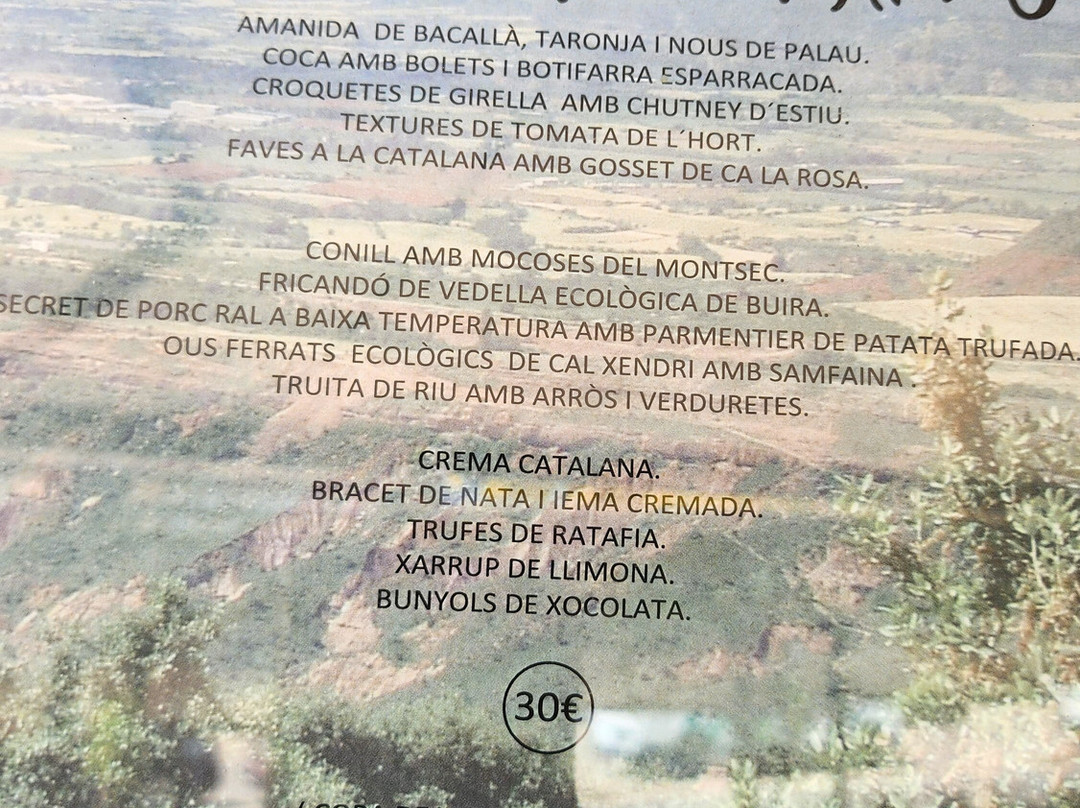 AMANIDA DE BACALLÀ, TARONJA I NOUS DE PALAU.
COCA AMB BOLETS I BOTIFARRA ESPARRACADA.
CROQUETES DE GIRELLA AMB CHUTNEY D´ESTIU.
TEXTURES DE TOMATA DE L´HORT.
FAVES A LA CATALANA AMB GOSSET DE CA LA ROSA.
CONILL AMB MOCOSES DEL MONTSEC.
FRICANDÓ DE VEDELLA ECOLÒGICA DE BUIRA.
SECRET DE PORC RAL A BAIXA TEMPERATURA AMB PARMENTIER DE PATATA TRUFADA.
OUS FERRATS ECOLÒGICS DE CAL XENDRI AMB SAMFAINA .
TRUITA DE RIU AMB ARRÒS I VERDURETES.
CREMA CATALANA.
BRACET DE NATA I IEMA CREMADA.
TRUFES DE RATAFIA.
XARRUP DE LLIMONA.
BUNYOLS DE XOCOLATA.
30€